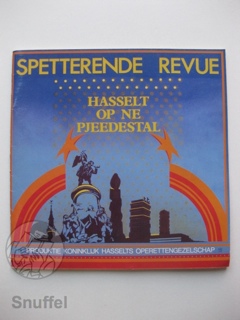 SPETTERENDE REVUE
HASSELT
OP NE
PJEEDESTAL
PRODUKTIE KONINKLIJK HASSELTS OPERETTENGEZELSCHAP
Snuffel